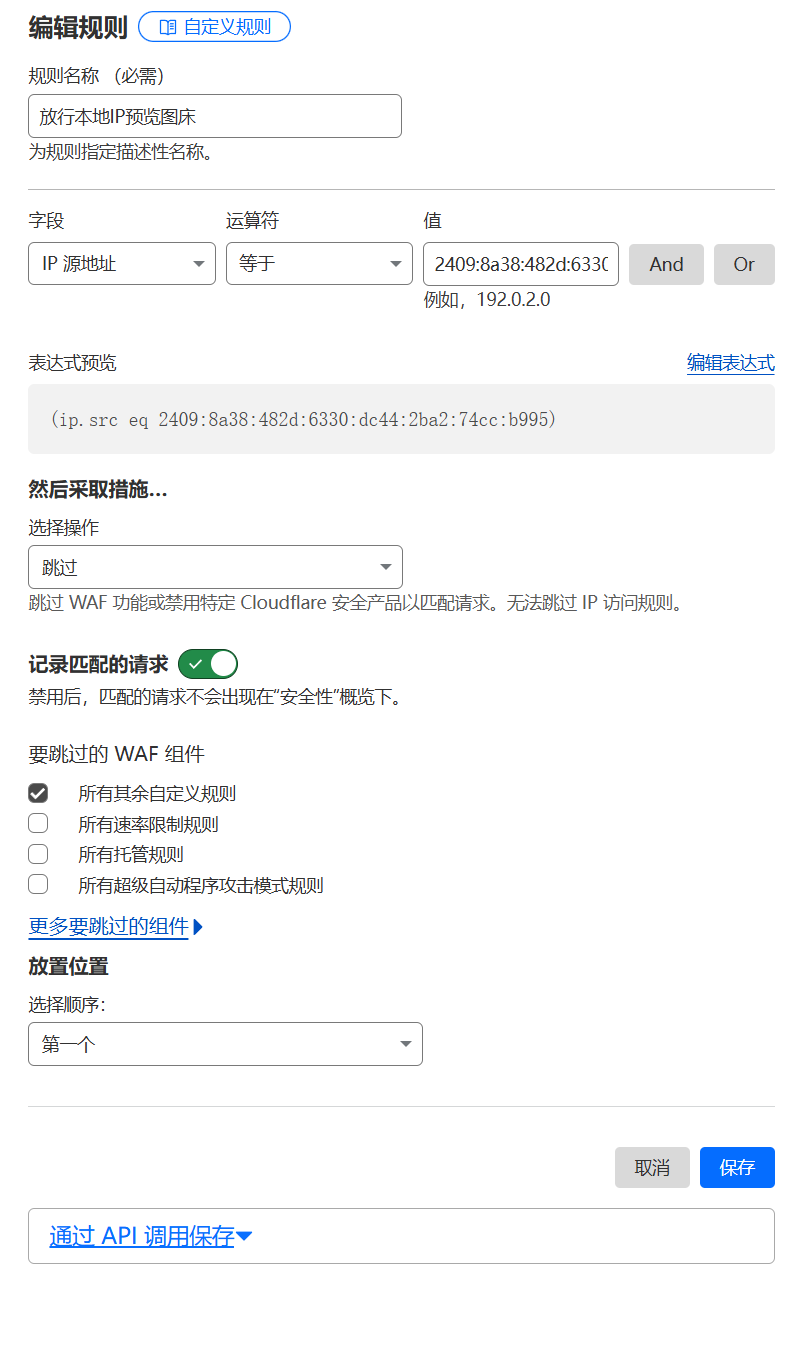 编辑规则 自定义规则
规则名称 （必需）
放行本地IP预览图床
为规则指定描述性名称。
字段 运算符 值
IP 源地址 等于 2409:8a38:482d:6330 And Or
例如，192.0.2.0
表达式预览 编辑表达式
(ip.src eq 2409:8a38:482d:6330:dc44:2ba2:74cc:b995)
然后采取措施...
选择操作
跳过
跳过 WAF 功能或禁用特定 Cloudflare 安全产品以匹配请求。无法跳过 IP 访问规则。
记录匹配的请求
禁用后，匹配的请求不会出现在“安全性”概览下。
要跳过的 WAF 组件
所有其余自定义规则
所有速率限制规则
所有托管规则
所有超级自动程序攻击模式规则
更多要跳过的组件
放置位置
选择顺序：
第一个
取消 保存
通过 API 调用保存